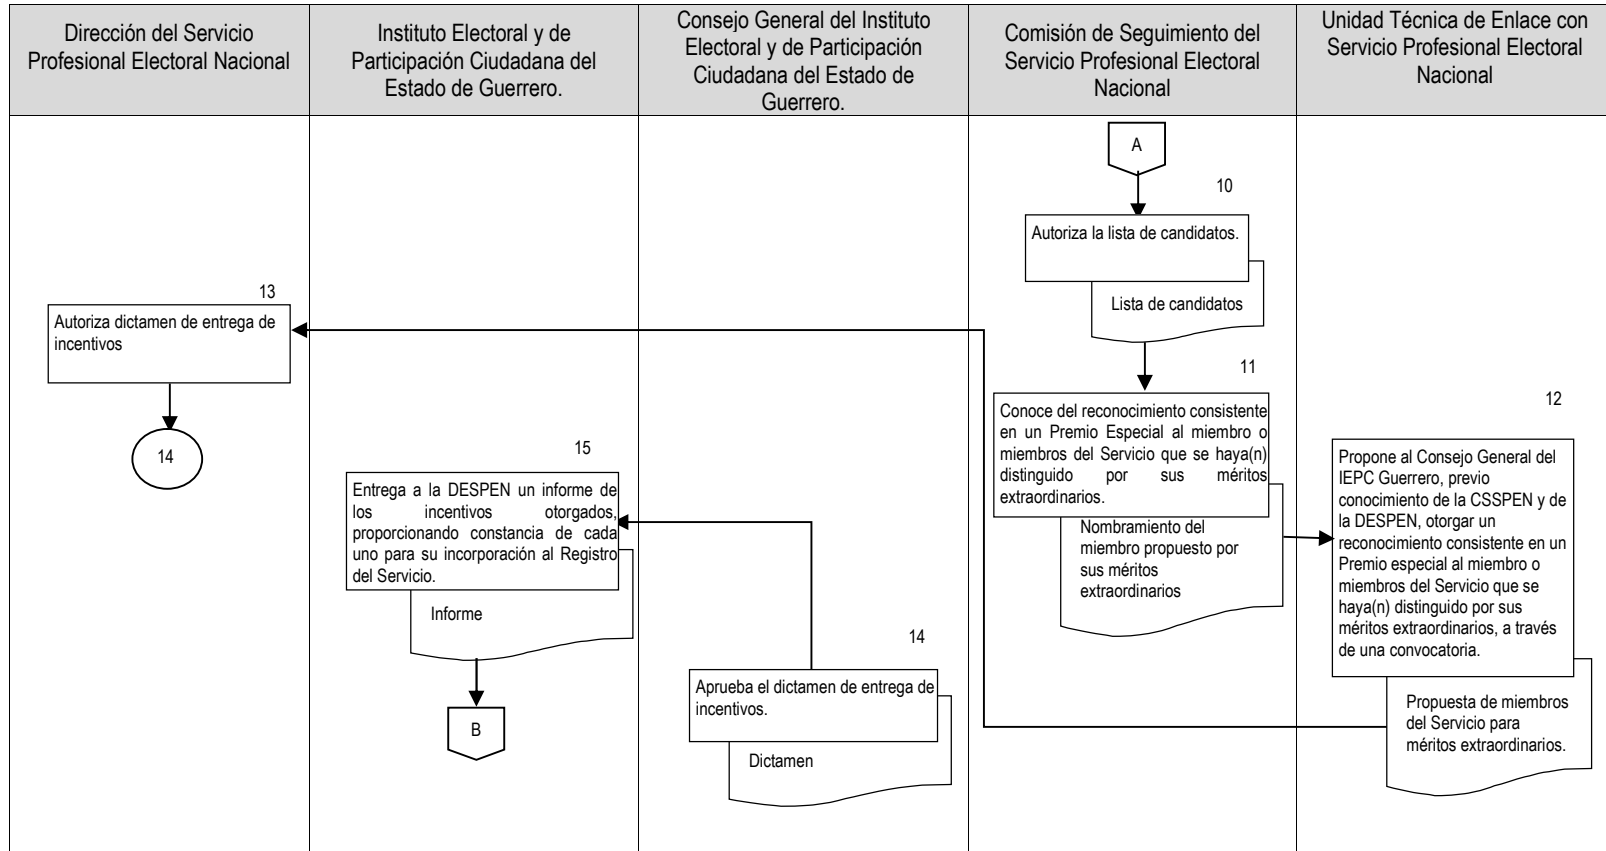 Dirección del Servicio
Profesional Electoral Nacional
Instituto Electoral y de
Participación Ciudadana del
Estado de Guerrero.
Consejo General del Instituto
Electoral y de Participación
Ciudadana del Estado de
Guerrero.
Comisión de Seguimiento del
Servicio Profesional Electoral
Nacional
Unidad Técnica de Enlace con
Servicio Profesional Electoral
Nacional
A
10
Autoriza la lista de candidatos.
Lista de candidatos
11
Conoce del reconocimiento consistente
en un Premio Especial al miembro o
miembros del Servicio que se haya(n)
distinguido por sus méritos
extraordinarios.
Nombramiento del
miembro propuesto por
sus méritos
extraordinarios
12
Propone al Consejo General del
IEPC Guerrero, previo
conocimiento de la CSSPEN y de
la DESPEN, otorgar un
reconocimiento consistente en un
Premio especial al miembro o
miembros del Servicio que se
haya(n) distinguido por sus
méritos extraordinarios, a través
de una convocatoria.
Propuesta de miembros
del Servicio para
méritos extraordinarios.
13
Autoriza dictamen de entrega de
incentivos
14
14
Aprueba el dictamen de entrega de
incentivos.
Dictamen
15
Entrega a la DESPEN un informe de
los incentivos otorgados,
proporcionando constancia de cada
uno para su incorporación al Registro
del Servicio.
Informe
B